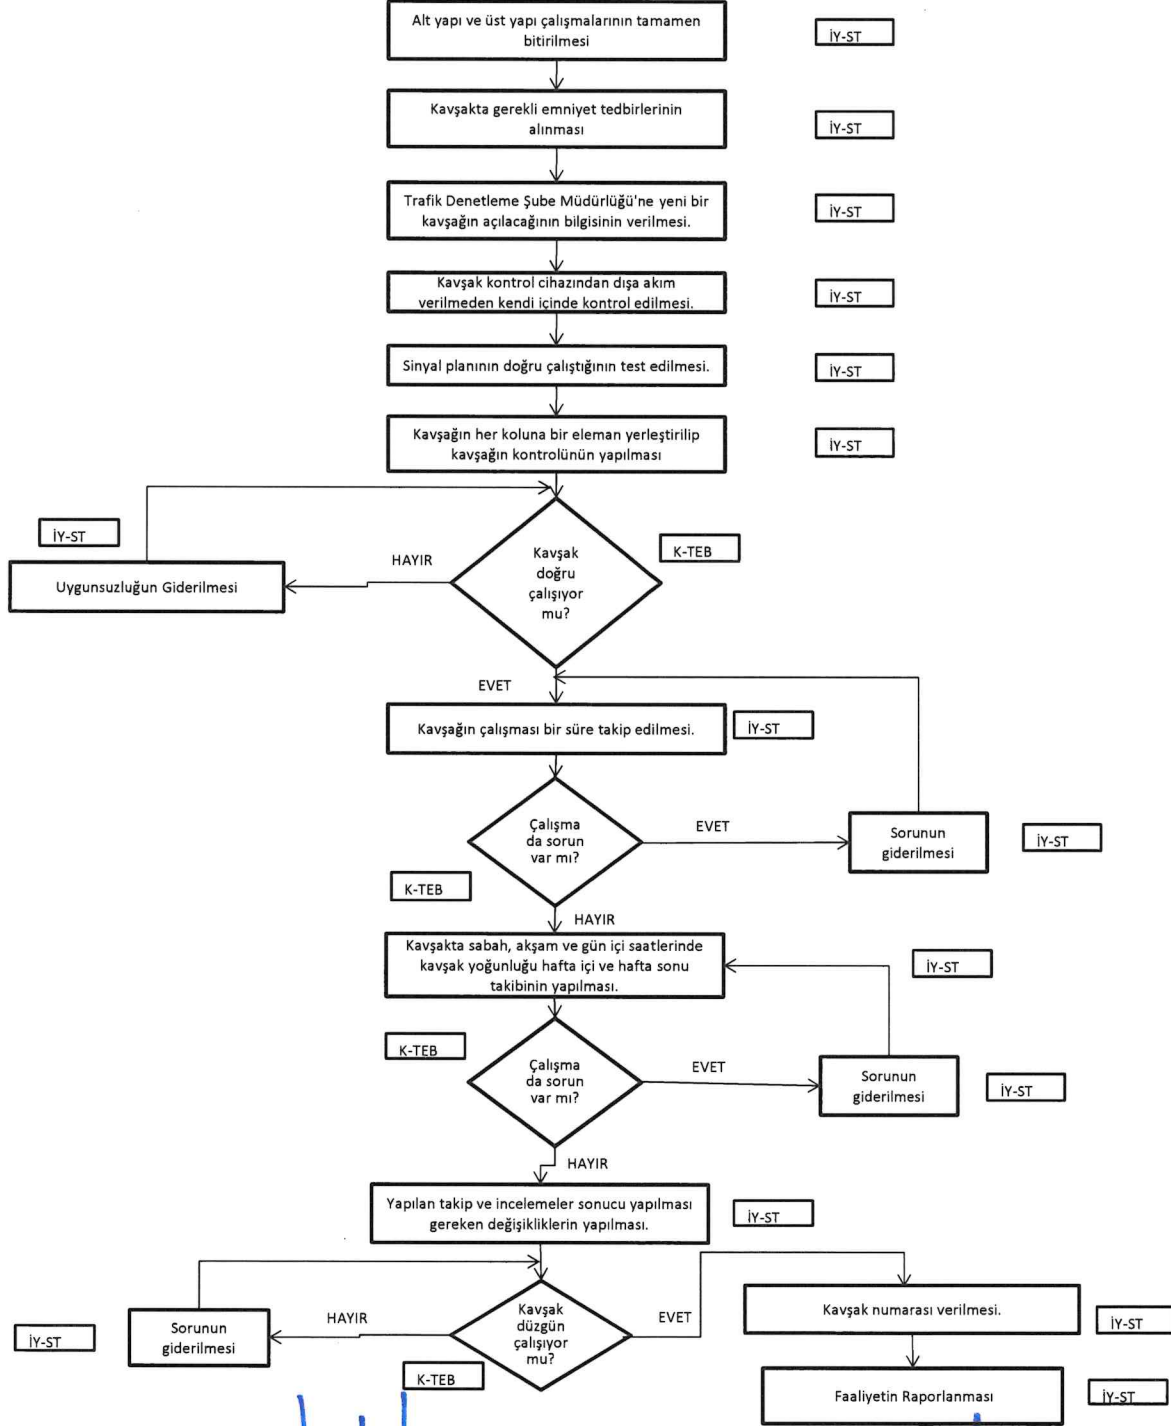 Alt yapı ve üst yapı çalışmalarının tamamen
bitirilmesi
İY-ST
Kavşakta gerekli emniyet tedbirlerinin
alınması
İY-ST
Trafik Denetleme Şube Müdürlüğü'ne yeni bir
kavşağın açılacağının bilgisinin verilmesi.
İY-ST
Kavşak kontrol cihazından dışa akım
verilmeden kendi içinde kontrol edilmesi.
İY-ST
Sinyal planının doğru çalıştığının test edilmesi.
İY-ST
Kavşağın her koluna bir eleman yerleştirilip
kavşağın kontrolünün yapılması
İY-ST
İY-ST
Uygunsuzluğun Giderilmesi
HAYIR
Kavşak
doğru
çalışıyor
mu?
K-TEB
EVET
Kavşağın çalışması bir süre takip edilmesi.
İY-ST
Çalışma
da sorun
var mı?
EVET
Sorunun
giderilmesi
İY-ST
K-TEB
HAYIR
Kavşakta sabah, akşam ve gün içi saatlerinde
kavşak yoğunluğu hafta içi ve hafta sonu
takibinin yapılması.
İY-ST
K-TEB
Çalışma
da sorun
var mı?
EVET
Sorunun
giderilmesi
İY-ST
HAYIR
Yapılan takip ve incelemeler sonucu yapılması
gereken değişikliklerin yapılması.
İY-ST
İY-ST
Sorunun
giderilmesi
HAYIR
Kavşak
düzgün
çalışıyor
mu?
EVET
K-TEB
Kavşak numarası verilmesi.
İY-ST
Faaliyetin Raporlanması
İY-ST